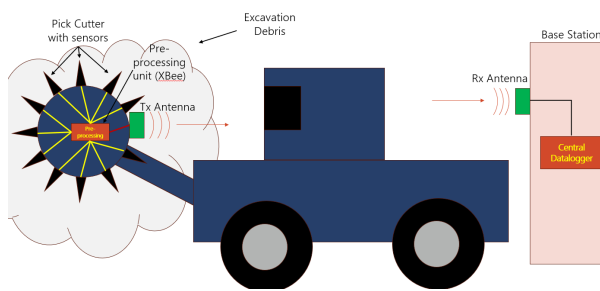 Pick Cutter
with sensors
Excavation
Debris
Pre-
processing
unit (XBee)
Tx Antenna
Pre-
processing
Base Station
Rx Antenna
Central
Datalogger